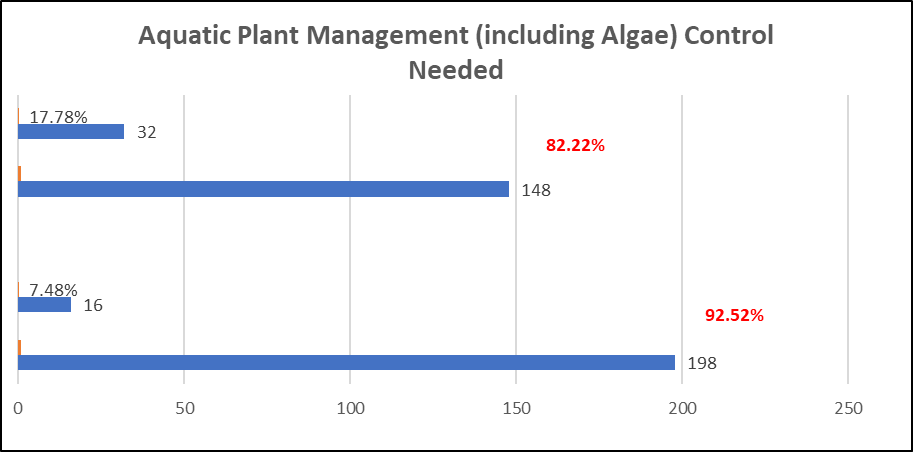 Aquatic Plant Management (including Algae) Control
Needed
17.78%
32
82.22%
148
7.48%
16
92.52%
198
0 50 100 150 200 250